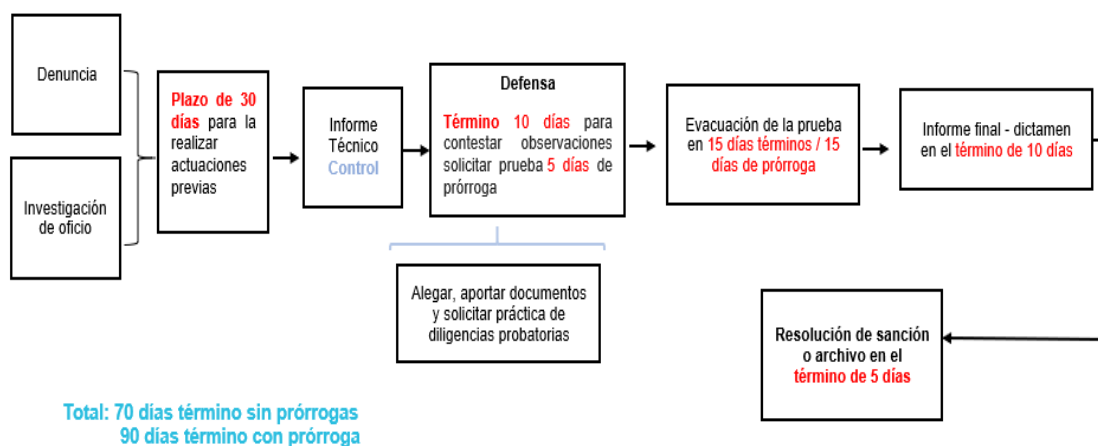 Denuncia
Investigación
de oficio
Plazo de 30
días para la
realizar
actuaciones
previas
Informe
Técnico
Control
Defensa
Término 10 días para
contestar observaciones
solicitar prueba 5 días de
prórroga
Alegar, aportar documentos
y solicitar práctica de
diligencias probatorias
Evacuación de la prueba
en 15 días términos / 15
días de prórroga
Informe final - dictamen
en el término de 10 días
Resolución de sanción
o archivo en el
término de 5 días
Total: 70 días término sin prórrogas
90 días término con prórroga